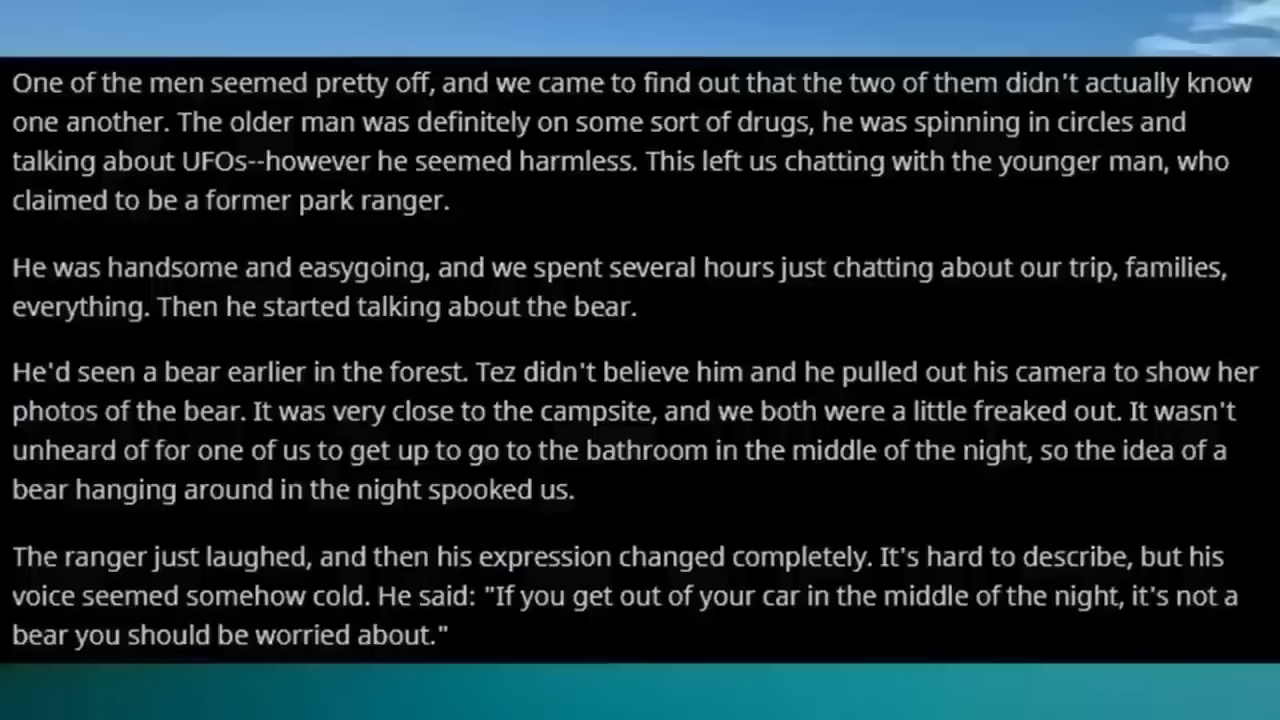 One of the men seemed pretty off, and we came to find out that the two of them didn't actually know
one another. The older man was definitely on some sort of drugs, he was spinning in circles and
talking about UFOs--however he seemed harmless. This left us chatting with the younger man, who
claimed to be a former park ranger.
He was handsome and easygoing, and we spent several hours just chatting about our trip, families,
everything. Then he started talking about the bear.
He'd seen a bear earlier in the forest. Tez didn't believe him and he pulled out his camera to show her
photos of the bear. It was very close to the campsite, and we both were a little freaked out. It wasn't
unheard of for one of us to get up to go to the bathroom in the middle of the night, so the idea of a
bear hanging around in the night spooked us.
The ranger just laughed, and then his expression changed completely. It's hard to describe, but his
voice seemed somehow cold. He said: "If you get out of your car in the middle of the night, it's not a
bear you should be worried about."